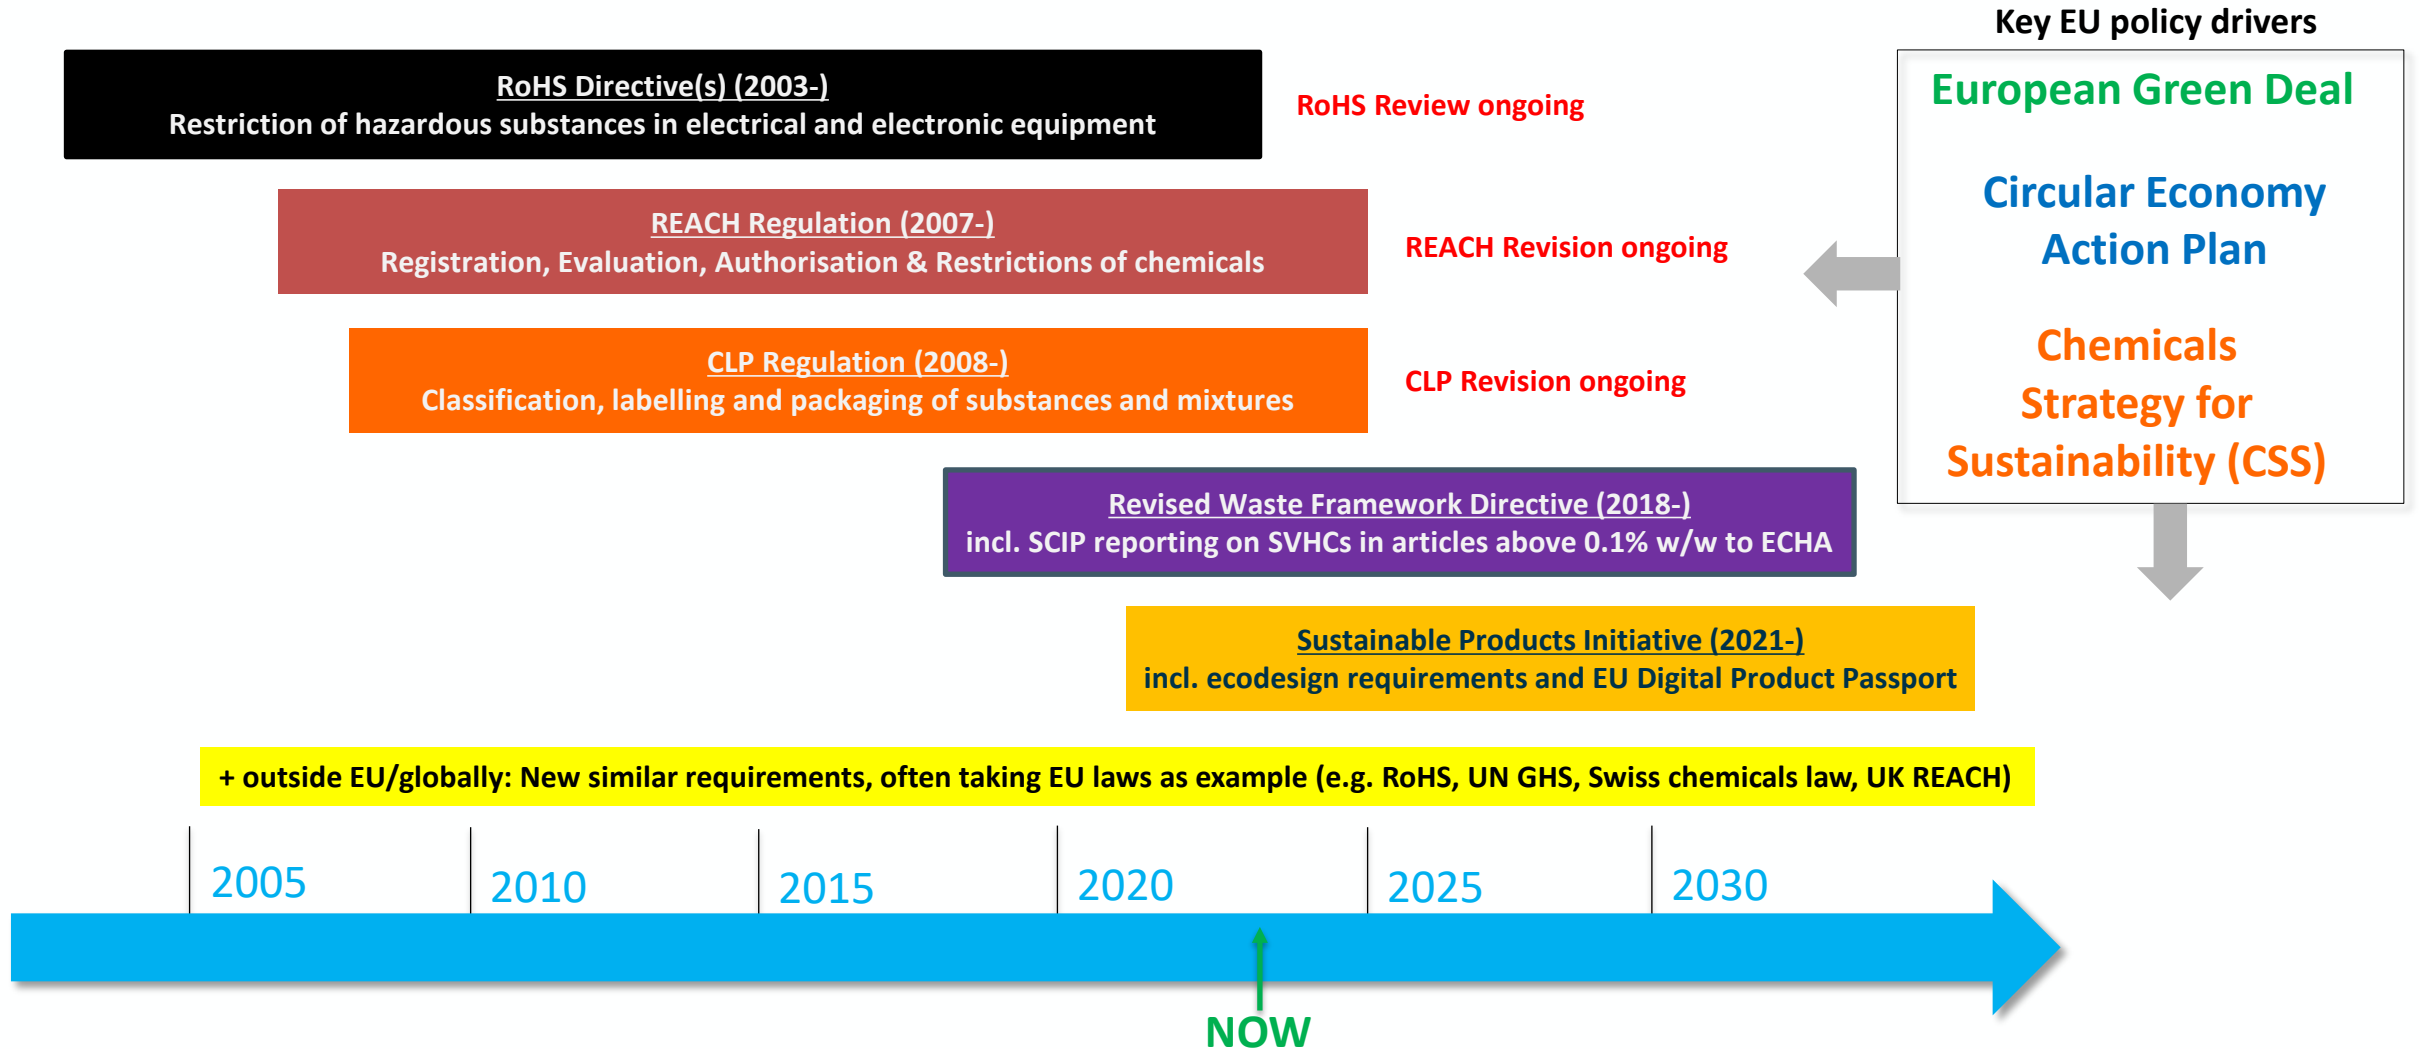 Key EU policy drivers
RoHS Directive(s) (2003-)
Restriction of hazardous substances in electrical and electronic equipment
RoHS Review ongoing
European Green Deal
Circular Economy
Action Plan
Chemicals
Strategy for
Sustainability (CSS)
REACH Regulation (2007-)
Registration, Evaluation, Authorisation & Restrictions of chemicals
REACH Revision ongoing
CLP Regulation (2008-)
Classification, labelling and packaging of substances and mixtures
CLP Revision ongoing
Revised Waste Framework Directive (2018-)
incl. SCIP reporting on SVHCs in articles above 0.1% w/w to ECHA
Sustainable Products Initiative (2021-)
incl. ecodesign requirements and EU Digital Product Passport
+ outside EU/globally: New similar requirements, often taking EU laws as example (e.g. RoHS, UN GHS, Swiss chemicals law, UK REACH)
2005
2010
2015
2020
2025
2030
NOW